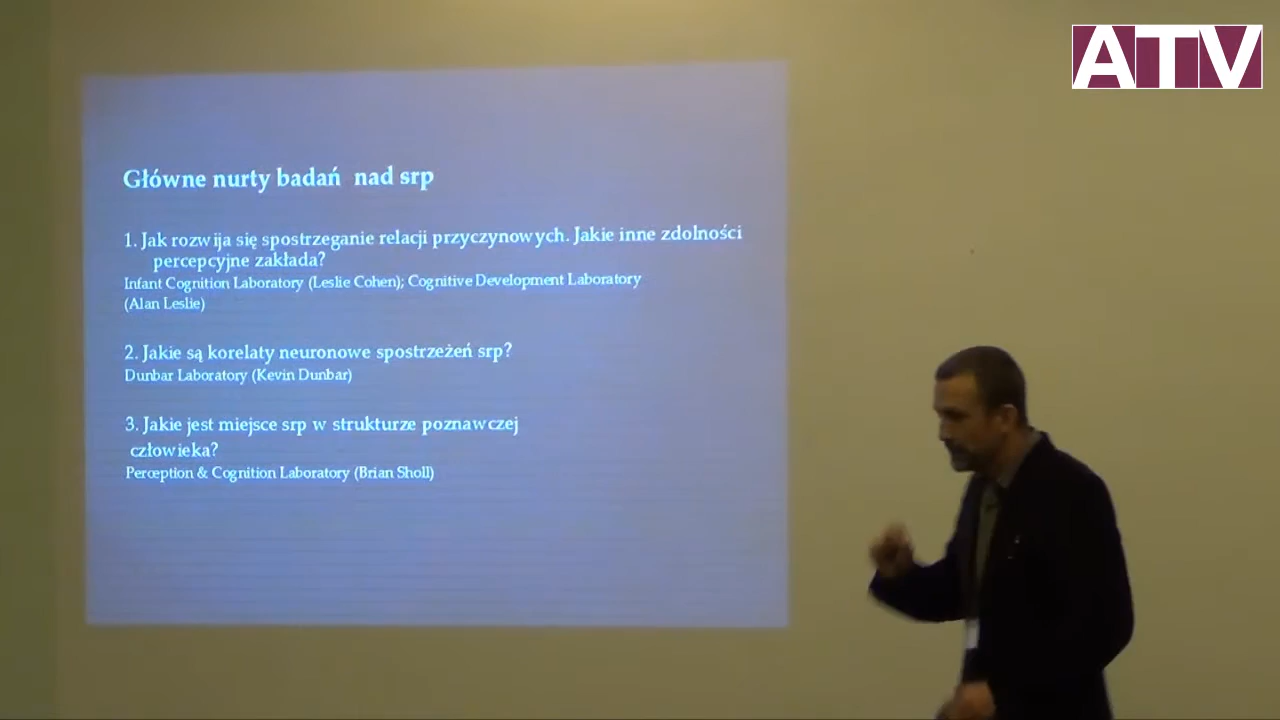 ATV
Główne nurty badań nad srp
1. Jak rozwija się spostrzeganie relacji przyczynowych. Jakie inne zdolności
percepcyjne zakłada?
Infant Cognition Laboratory (Leslie Cohen); Cognitive Development Laboratory
(Alan Leslie)
2. Jakie są korelaty neuronowe spostrzeżeń srp?
Dunbar Laboratory (Kevin Dunbar)
3. Jakie jest miejsce srp w strukturze poznawczej
człowieka?
Perception & Cognition Laboratory (Brian Sholl)